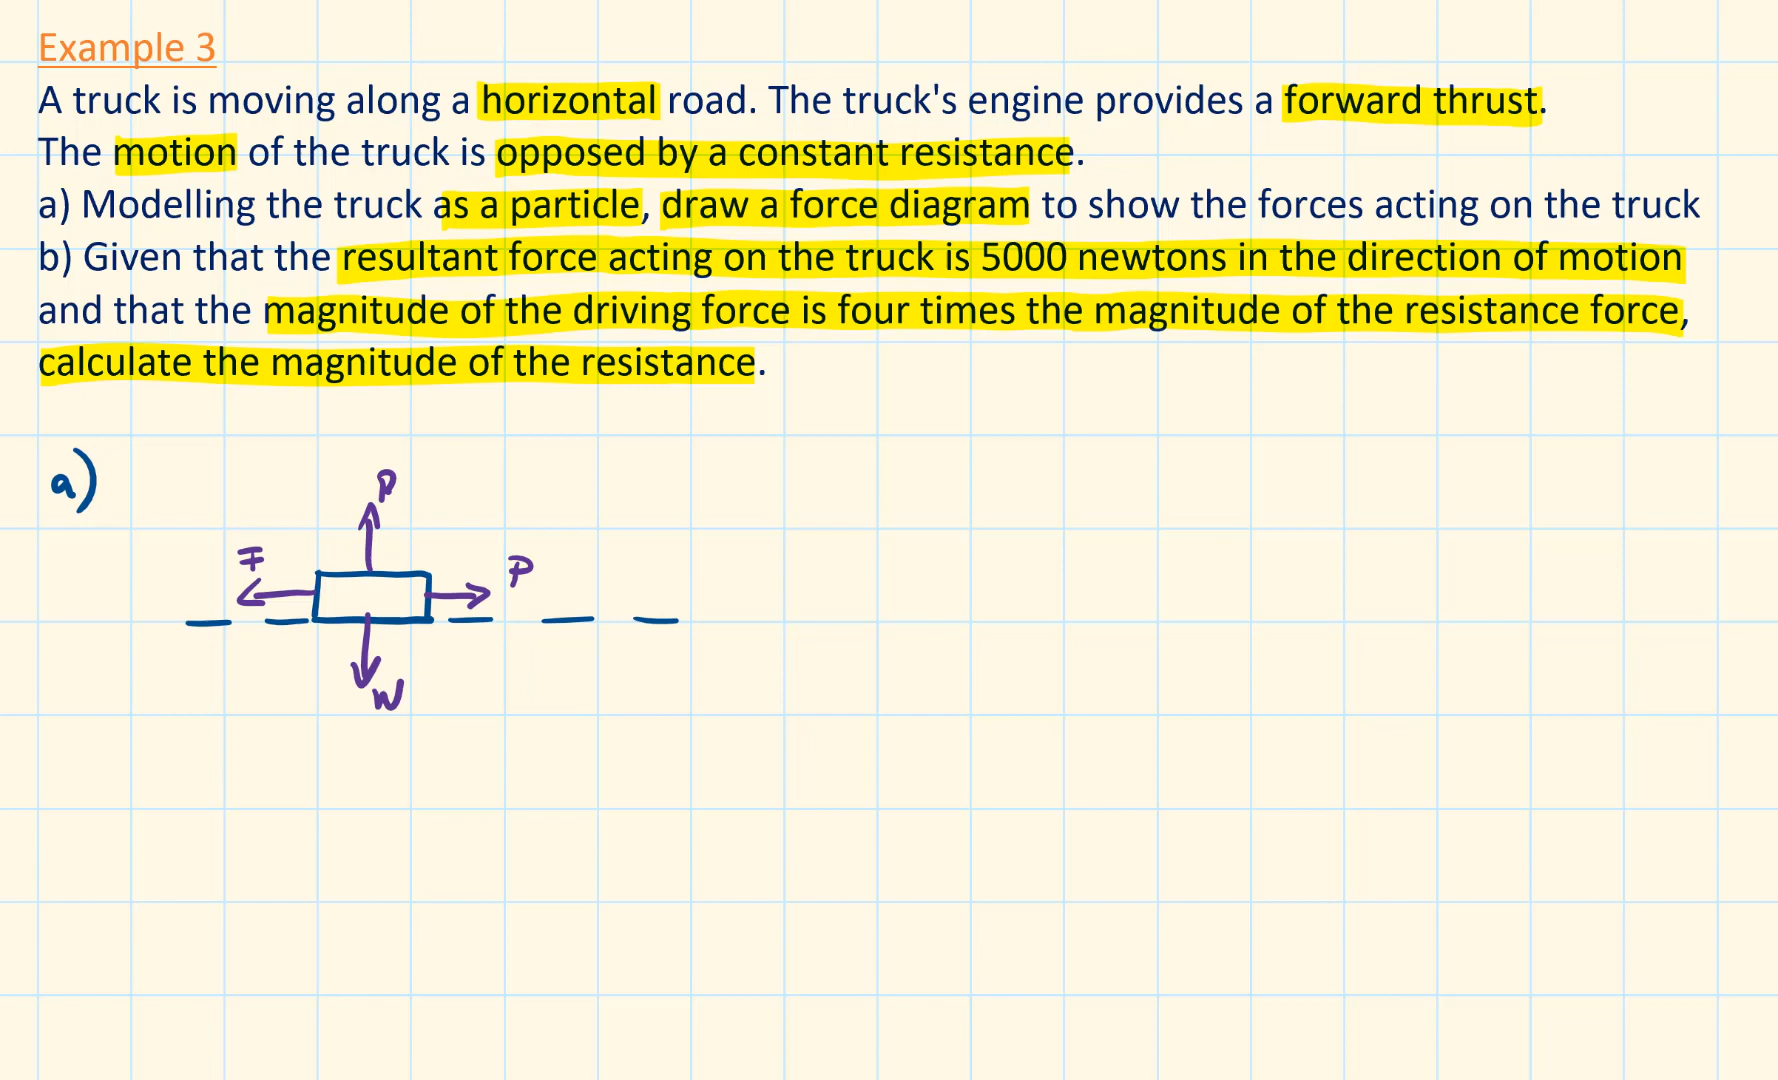 Example 3
A truck is moving along a horizontal road. The truck's engine provides a forward thrust.
The motion of the truck is opposed by a constant resistance.
a) Modelling the truck as a particle, draw a force diagram to show the forces acting on the truck
b) Given that the resultant force acting on the truck is 5000 newtons in the direction of motion
and that the magnitude of the driving force is four times the magnitude of the resistance force,
calculate the magnitude of the resistance.
a)
R
F
P
W